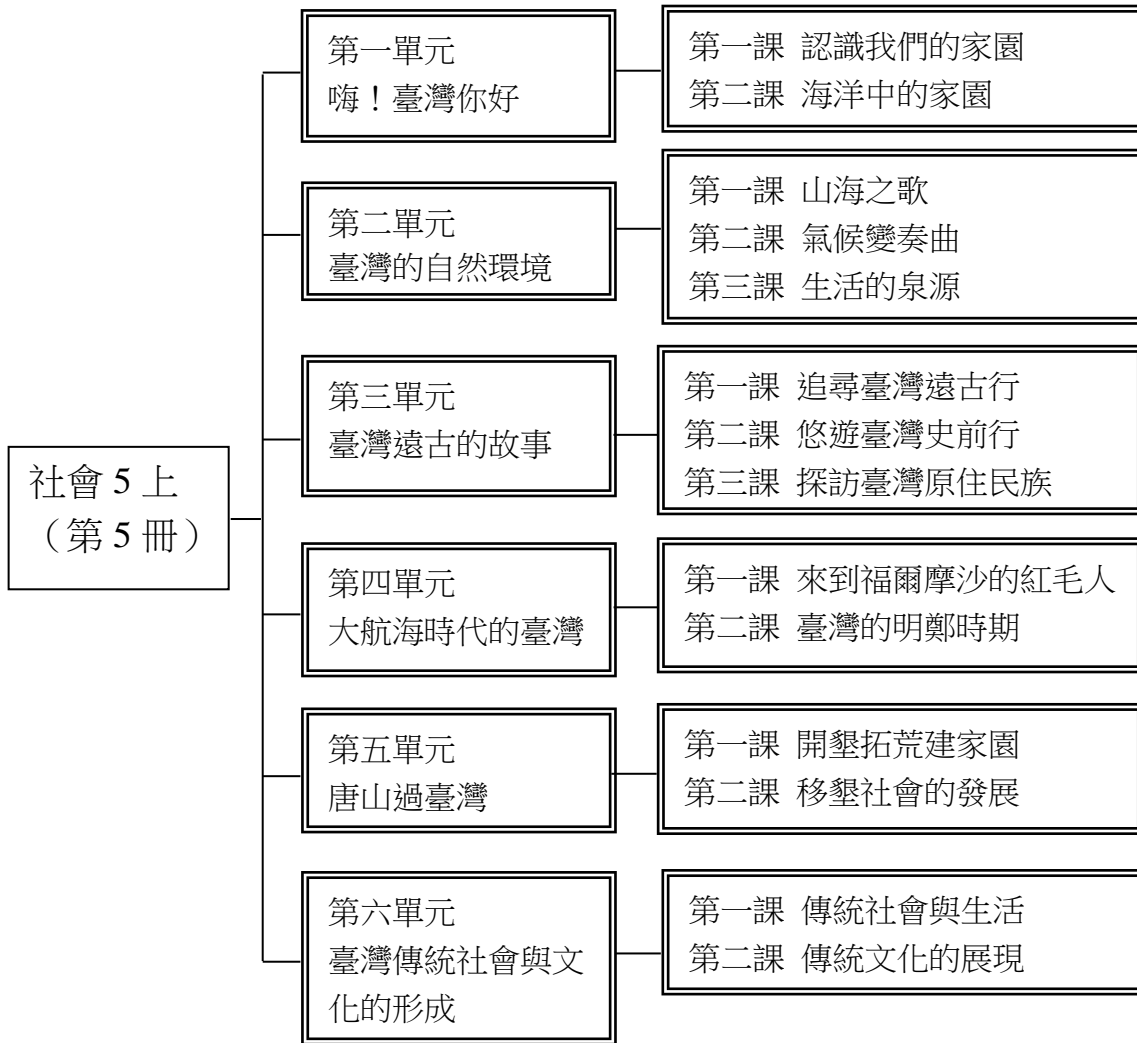 社會 5 上
（第 5 冊）
第一單元
嗨！臺灣你好
第一課 認識我們的家園
第二課 海洋中的家園
第二單元
臺灣的自然環境
第一課 山海之歌
第二課 氣候變奏曲
第三課 生活的泉源
第三單元
臺灣遠古的故事
第一課 追尋臺灣遠古行
第二課 悠遊臺灣史前行
第三課 探訪臺灣原住民族
第四單元
大航海時代的臺灣
第一課 來到福爾摩沙的紅毛人
第二課 臺灣的明鄭時期
第五單元
唐山過臺灣
第一課 開墾拓荒建家園
第二課 移墾社會的發展
第六單元
臺灣傳統社會與文
化的形成
第一課 傳統社會與生活
第二課 傳統文化的展現